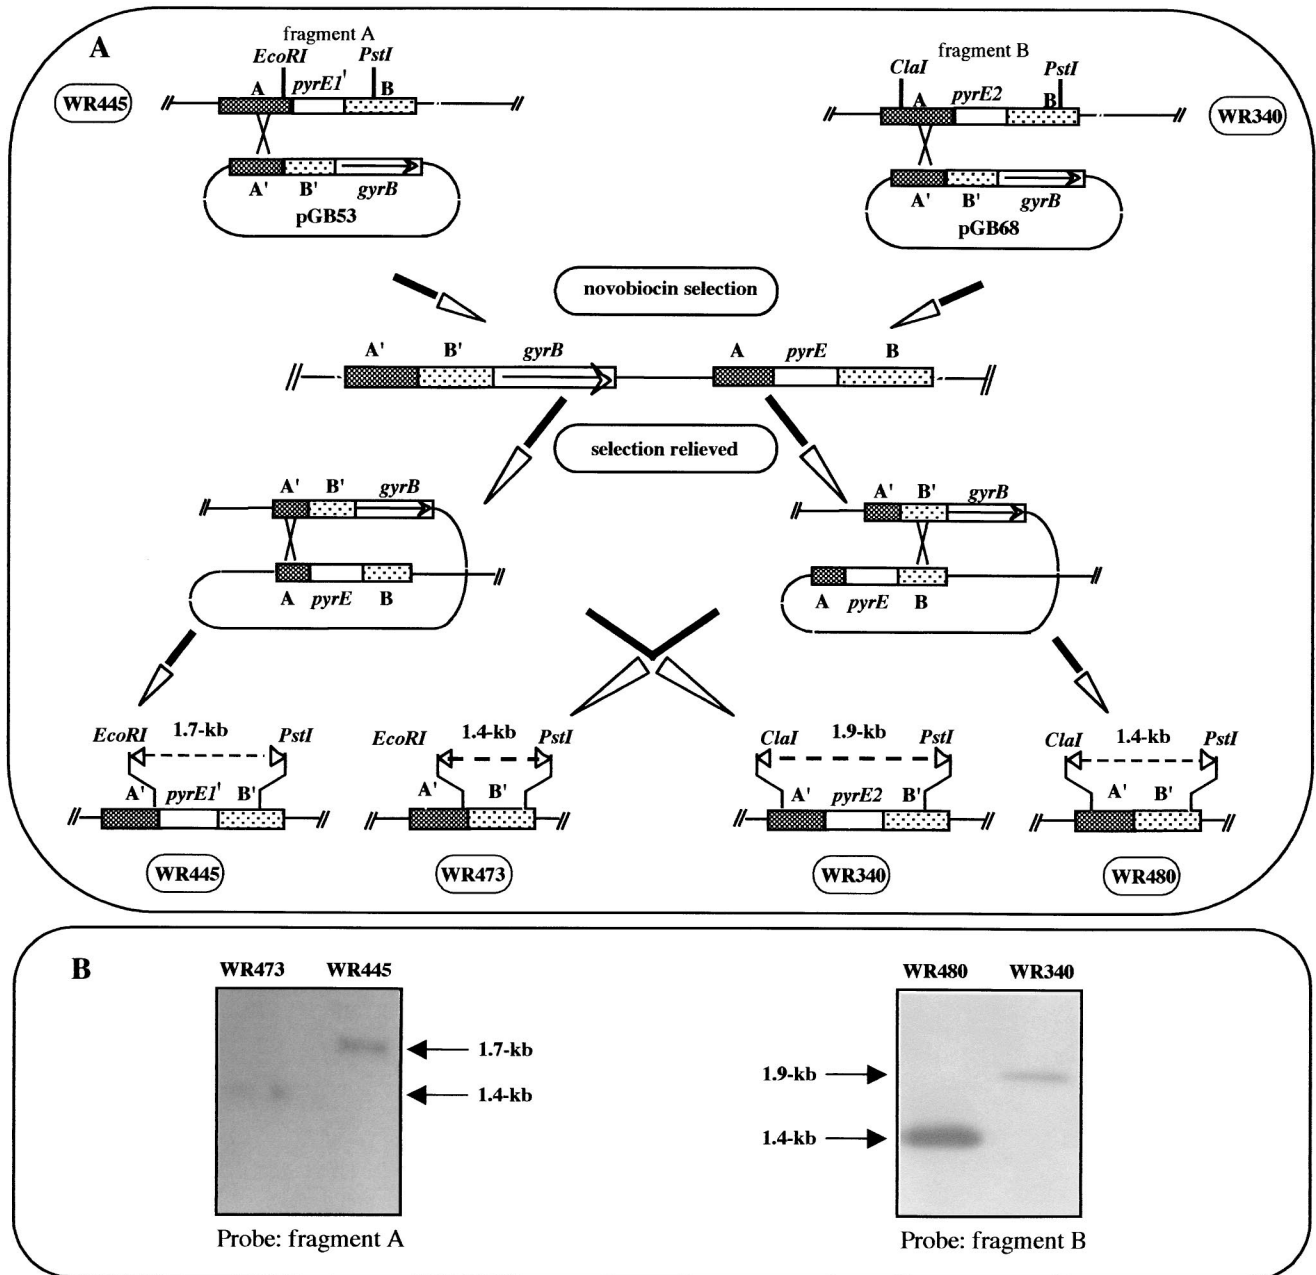 A
fragment A
EcoRI PstI
A pyrE1' B
WR445
A' B' gyrB
pGB53
fragment B
ClaI PstI
A pyrE2 B
WR340
A' B' gyrB
pGB68
novobiocin selection
A' B' gyrB A pyrE B
selection relieved
A' B' gyrB
A pyrE B
A' B' gyrB
A pyrE B
EcoRI 1.7-kb PstI
A' pyrE1' B'
WR445
EcoRI 1.4-kb PstI
A' B'
WR473
ClaI 1.9-kb PstI
A' pyrE2 B'
WR340
ClaI 1.4-kb PstI
A' B'
WR480
B
WR473 WR445
1.7-kb
1.4-kb
Probe: fragment A
WR480 WR340
1.9-kb
1.4-kb
Probe: fragment B